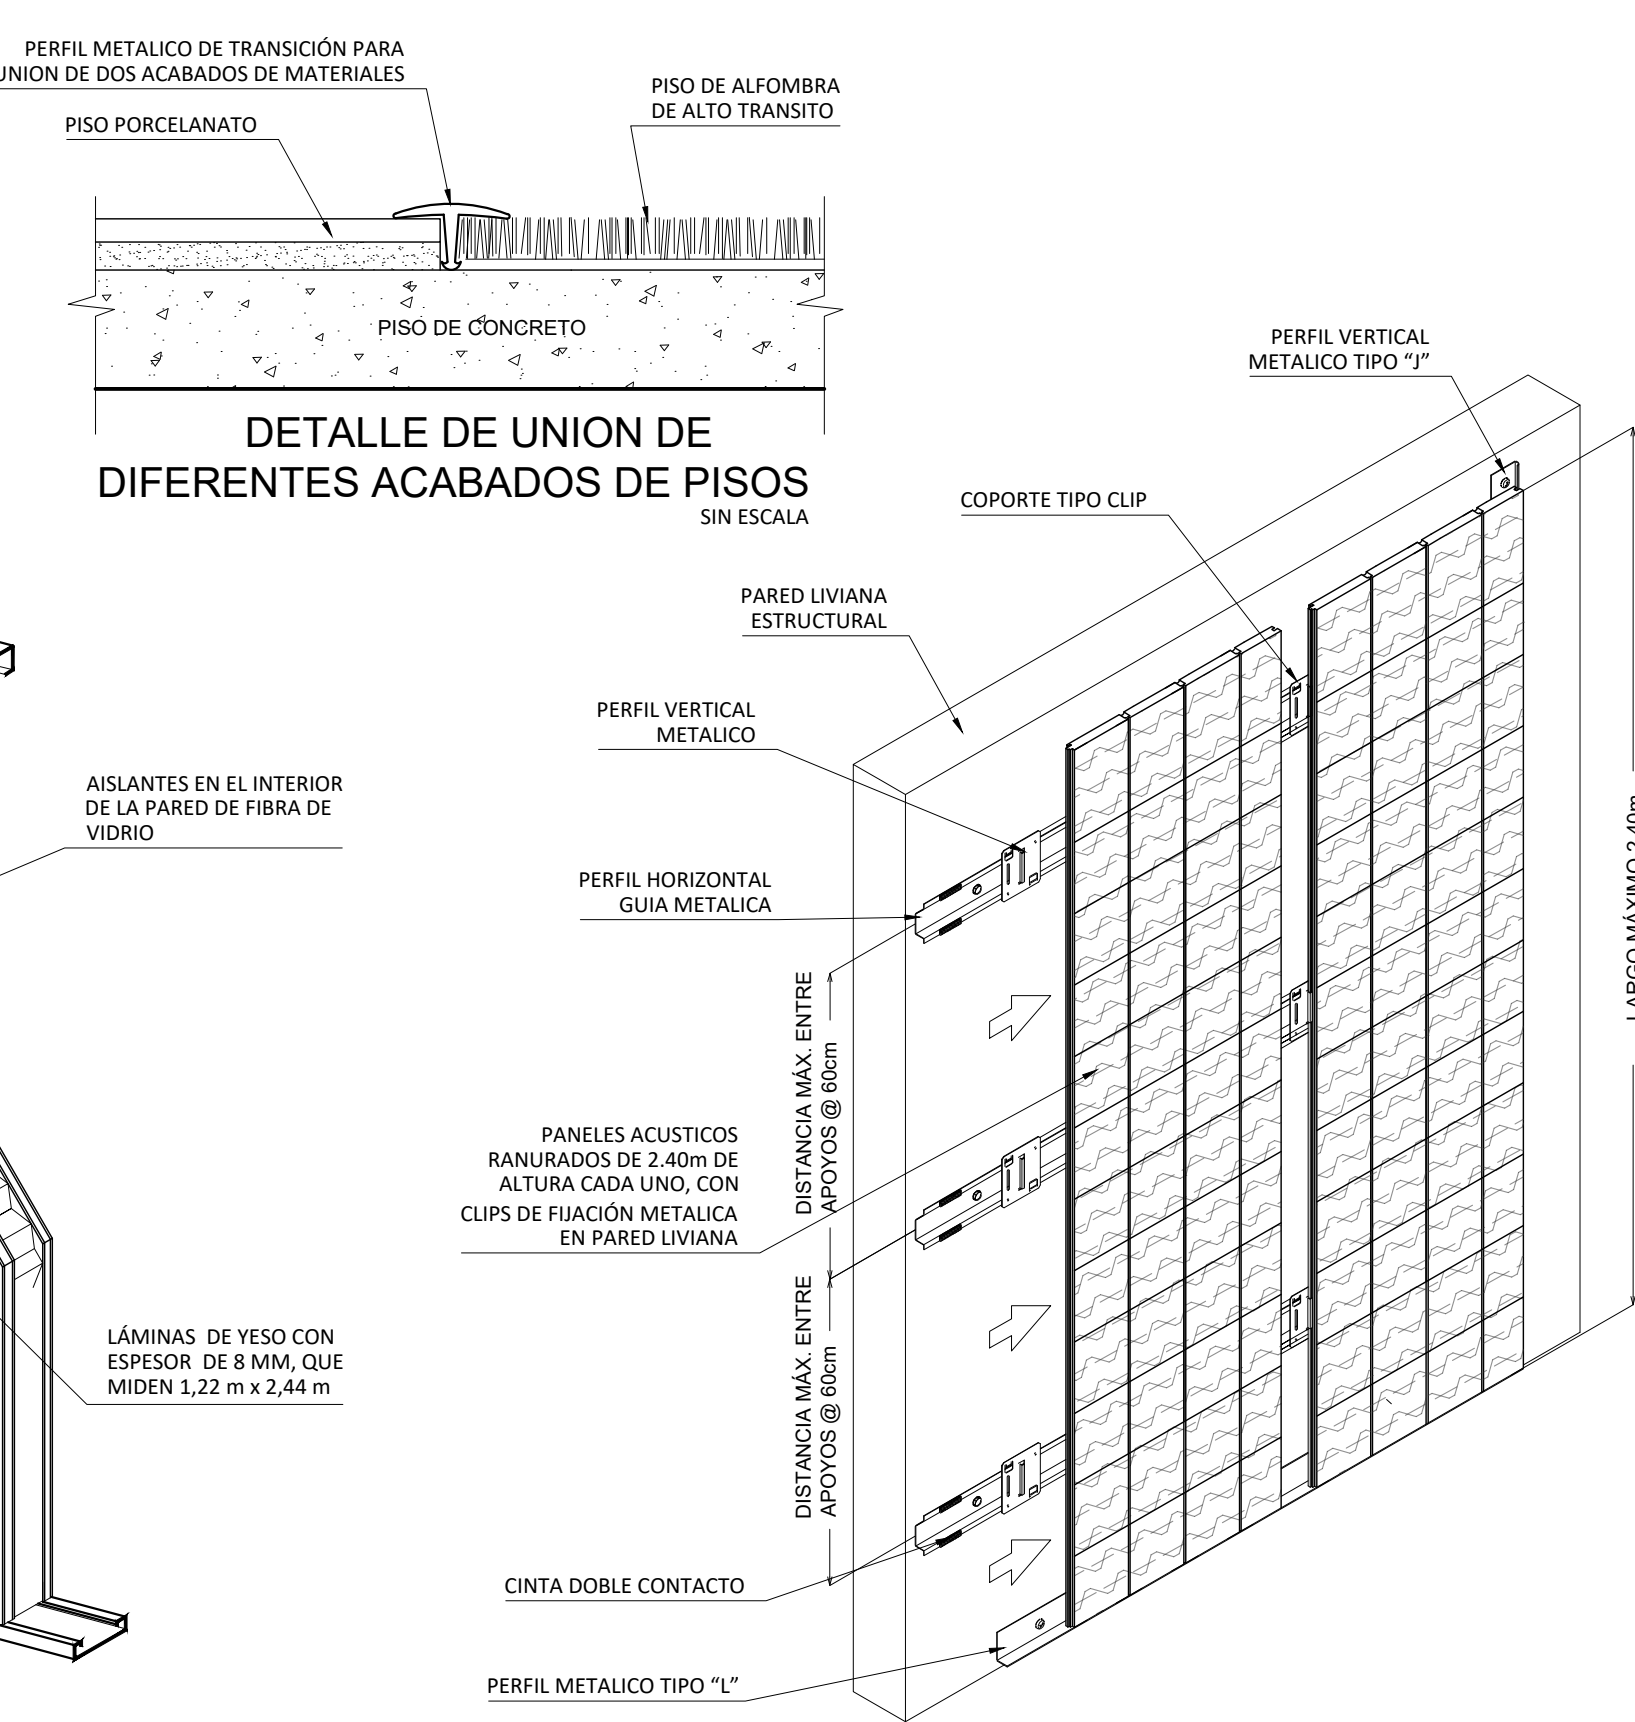 PERFIL METALICO DE TRANSICIÓN PARA
UNION DE DOS ACABADOS DE MATERIALES
PISO PORCELANATO
PISO DE ALFOMBRA
DE ALTO TRANSITO
PISO DE CONCRETO
DETALLE DE UNION DE
DIFERENTES ACABADOS DE PISOS
SIN ESCALA
PERFIL VERTICAL
METALICO TIPO “J”
COPORTE TIPO CLIP
PARED LIVIANA
ESTRUCTURAL
PERFIL VERTICAL
METALICO
AISLANTES EN EL INTERIOR
DE LA PARED DE FIBRA DE
VIDRIO
PERFIL HORIZONTAL
GUIA METALICA
DISTANCIA MÁX. ENTRE
APOYOS @ 60cm
LARGO MÁXIMO 2.40m
PANELES ACUSTICOS
RANURADOS DE 2.40m DE
ALTURA CADA UNO, CON
CLIPS DE FIJACIÓN METALICA
EN PARED LIVIANA
DISTANCIA MÁX. ENTRE
APOYOS @ 60cm
LÁMINAS DE YESO CON
ESPESOR DE 8 MM, QUE
MIDEN 1,22 m x 2,44 m
CINTA DOBLE CONTACTO
PERFIL METALICO TIPO “L”